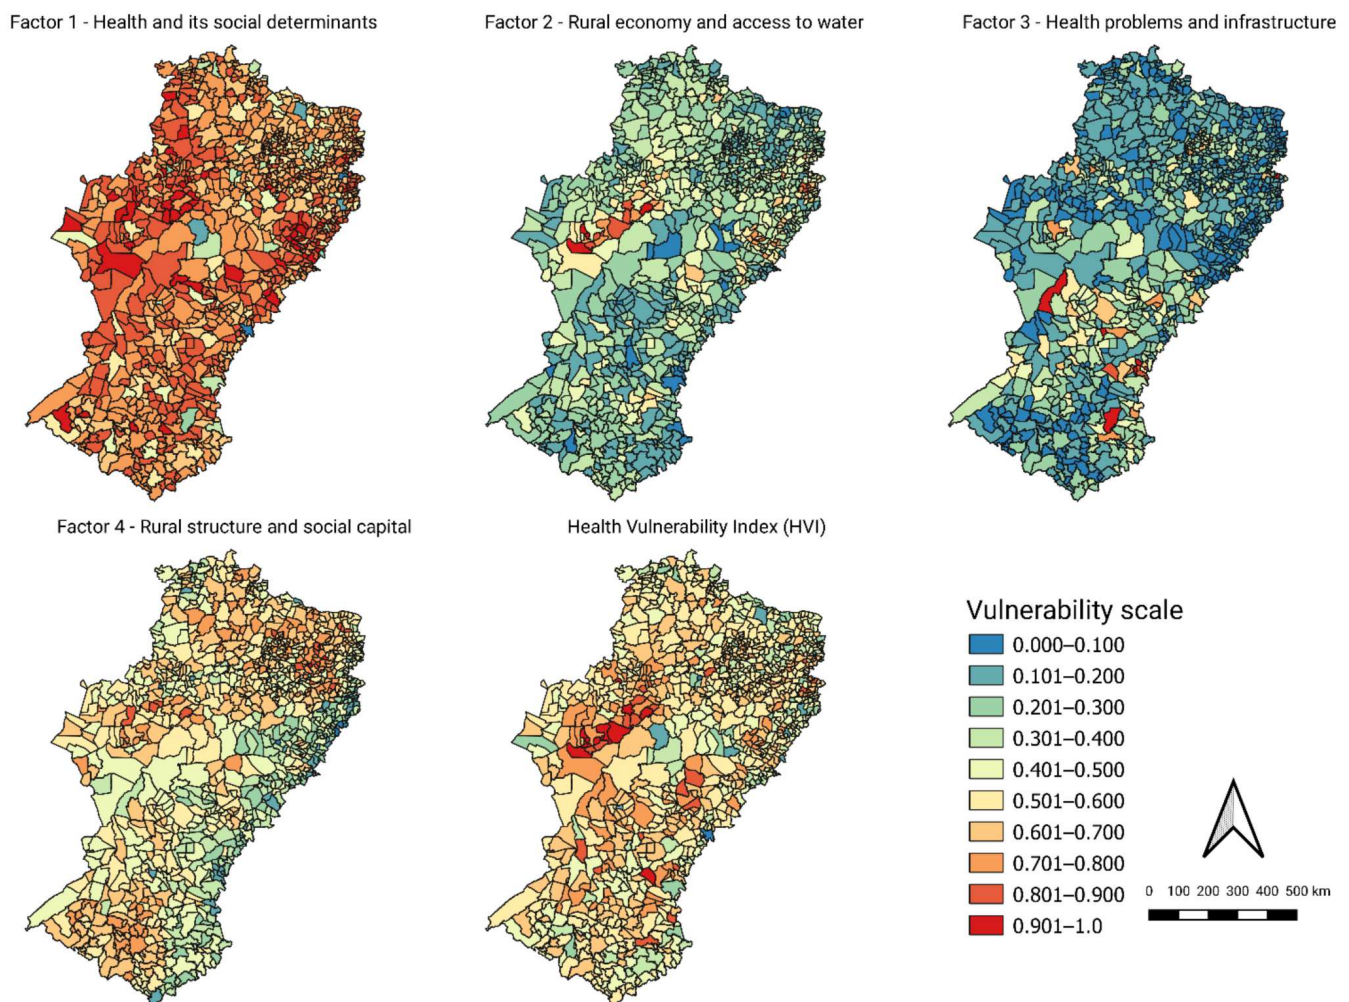 Factor 1 - Health and its social determinants
Factor 2 - Rural economy and access to water
Factor 3 - Health problems and infrastructure
Factor 4 - Rural structure and social capital
Health Vulnerability Index (HVI)
Vulnerability scale
0.000–0.100
0.101–0.200
0.201–0.300
0.301–0.400
0.401–0.500
0.501–0.600
0.601–0.700
0.701–0.800
0.801–0.900
0.901–1.0
0 100 200 300 400 500 km